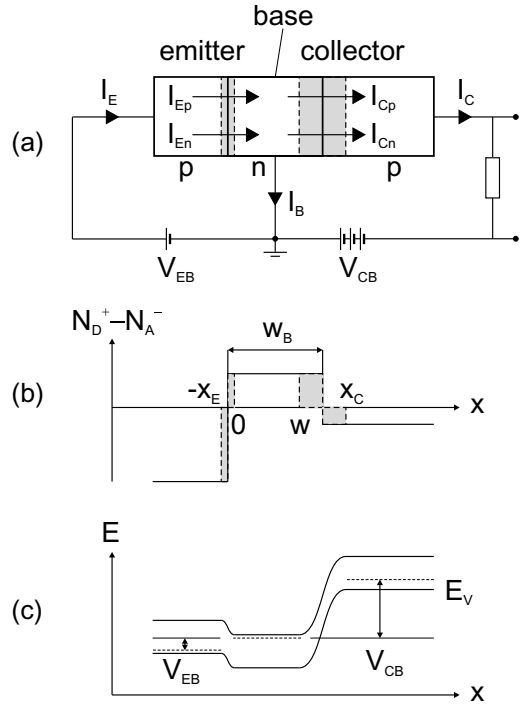 base
emitter collector
I_E I_Ep I_Cp I_C
(a) I_En I_Cn
p n p
I_B
V_EB V_CB
N_D^+–N_A^-
w_B
(b) -x_E x_C x
0 w
E
(c) E_V
V_EB V_CB
x